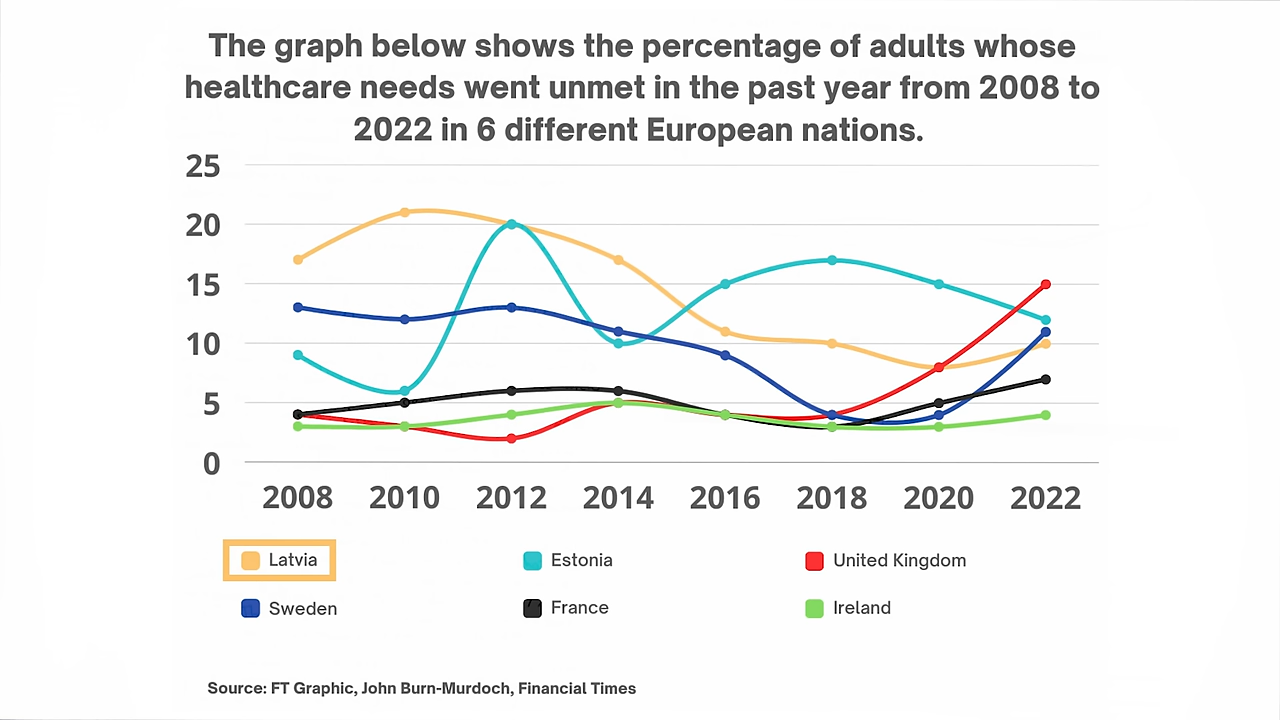 The graph below shows the percentage of adults whose
healthcare needs went unmet in the past year from 2008 to
2022 in 6 different European nations.
25
20
15
10
5
0
2008 2010 2012 2014 2016 2018 2020 2022
Latvia Estonia United Kingdom
Sweden France Ireland
Source: FT Graphic, John Burn-Murdoch, Financial Times